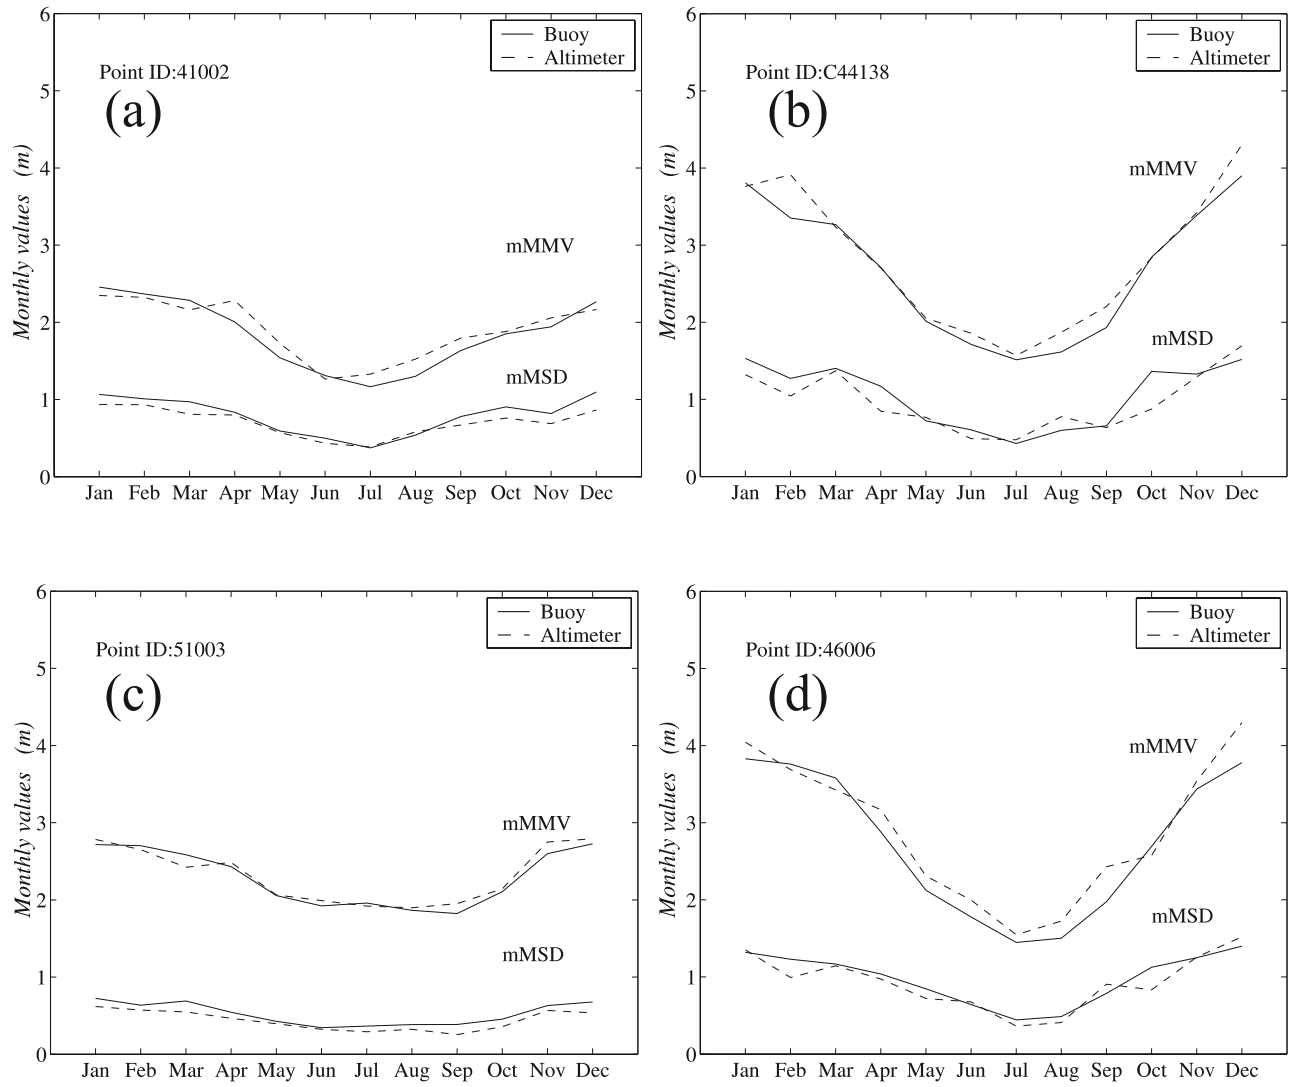 6
5
4
3
2
1
0
Monthly values (m)
Point ID:41002
(a)
Buoy
Altimeter
mMMV
mMSD
Jan Feb Mar Apr May Jun Jul Aug Sep Oct Nov Dec
6
5
4
3
2
1
0
Monthly values (m)
Point ID:C44138
(b)
Buoy
Altimeter
mMMV
mMSD
Jan Feb Mar Apr May Jun Jul Aug Sep Oct Nov Dec
6
5
4
3
2
1
0
Monthly values (m)
Point ID:51003
(c)
Buoy
Altimeter
mMMV
mMSD
Jan Feb Mar Apr May Jun Jul Aug Sep Oct Nov Dec
6
5
4
3
2
1
0
Monthly values (m)
Point ID:46006
(d)
Buoy
Altimeter
mMMV
mMSD
Jan Feb Mar Apr May Jun Jul Aug Sep Oct Nov Dec